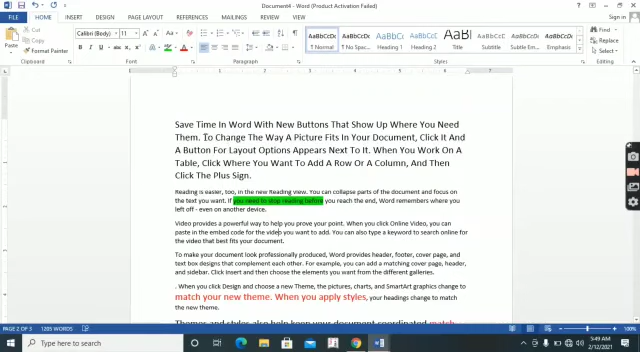 Document4 - Word (Product Activation Failed)
Sign in
FILE HOME INSERT DESIGN PAGE LAYOUT REFERENCES MAILINGS REVIEW VIEW
Cut
Copy
Format Painter
Paste
Clipboard
Calibri (Body) 11
Font
Paragraph
AaBbCcDc AaBbCcDc AaBbCc AaBbCcC AaBl AaBbCcC AaBbCcDc AaBbCcDc
¶ Normal ¶ No Spac... Heading 1 Heading 2 Title Subtitle Subtle Em... Emphasis
Styles
Find
Replace
Select
Editing
Save Time In Word With New Buttons That Show Up Where You Need
Them. To Change The Way A Picture Fits In Your Document, Click It And
A Button For Layout Options Appears Next To It. When You Work On A
Table, Click Where You Want To Add A Row Or A Column, And Then
Click The Plus Sign.
Reading is easier, too, in the new Reading view. You can collapse parts of the document and focus on
the text you want. If you need to stop reading before you reach the end, Word remembers where you
left off - even on another device.
Video provides a powerful way to help you prove your point. When you click Online Video, you can
paste in the embed code for the video you want to add. You can also type a keyword to search online for
the video that best fits your document.
To make your document look professionally produced, Word provides header, footer, cover page, and
text box designs that complement each other. For example, you can add a matching cover page, header,
and sidebar. Click Insert and then choose the elements you want from the different galleries.
. When you click Design and choose a new Theme, the pictures, charts, and SmartArt graphics change to
match your new theme. When you apply styles, your headings change to match
the new theme.
Themes and styles also help keep your document coordinated match
PAGE 2 OF 3 1205 WORDS
100%
Type here to search
5:49 AM
2/12/2021